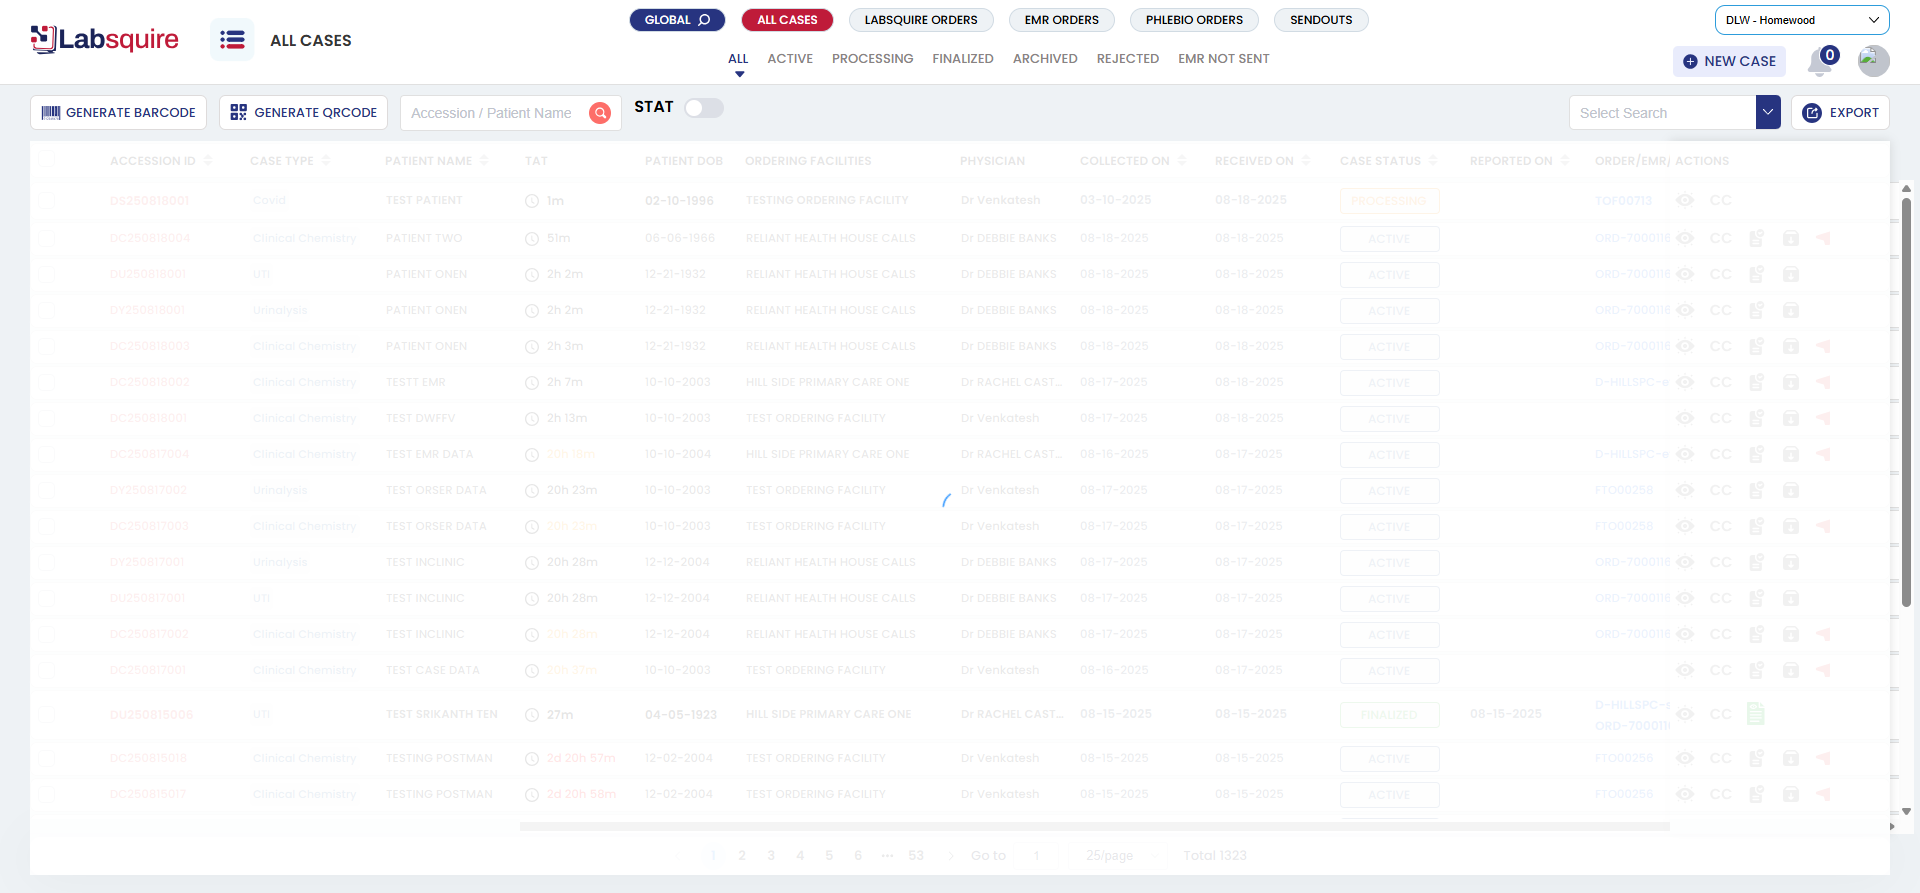 GLOBAL ALL CASES LABSQUIRE ORDERS EMR ORDERS PHLEBIO ORDERS SENDOUTS
DLW - Homewood
Labsquire ALL CASES
ALL ACTIVE PROCESSING FINALIZED ARCHIVED REJECTED EMR NOT SENT
NEW CASE 0
GENERATE BARCODE GENERATE QRCODE Accession / Patient Name STAT Select Search EXPORT
ACCESSION ID CASE TYPE PATIENT NAME TAT PATIENT DOB ORDERING FACILITIES PHYSICIAN COLLECTED ON RECEIVED ON CASE STATUS REPORTED ON ORDER/EMR/ ACTIONS
DS250818001 Covid TEST PATIENT 1m 02-10-1996 TESTING ORDERING FACILITY Dr Venkatesh 03-10-2025 08-18-2025 PROCESSING TOF00713 CC
DC250818004 Clinical Chemistry PATIENT TWO 51m 06-06-1966 RELIANT HEALTH HOUSE CALLS Dr DEBBIE BANKS 08-18-2025 08-18-2025 ACTIVE ORD-7000116 CC
DU250818001 UTI PATIENT ONEN 2h 2m 12-21-1932 RELIANT HEALTH HOUSE CALLS Dr DEBBIE BANKS 08-18-2025 08-18-2025 ACTIVE ORD-7000116 CC
DY250818001 Urinalysis PATIENT ONEN 2h 2m 12-21-1932 RELIANT HEALTH HOUSE CALLS Dr DEBBIE BANKS 08-18-2025 08-18-2025 ACTIVE ORD-7000116 CC
DC250818003 Clinical Chemistry PATIENT ONEN 2h 3m 12-21-1932 RELIANT HEALTH HOUSE CALLS Dr DEBBIE BANKS 08-18-2025 08-18-2025 ACTIVE ORD-7000116 CC
DC250818002 Clinical Chemistry TESTT EMR 2h 7m 10-10-2003 HILL SIDE PRIMARY CARE ONE Dr RACHEL CAST... 08-17-2025 08-18-2025 ACTIVE D-HILLSPC-e CC
DC250818001 Clinical Chemistry TEST DWFFV 2h 13m 10-10-2003 TEST ORDERING FACILITY Dr Venkatesh 08-17-2025 08-18-2025 ACTIVE CC
DC250817004 Clinical Chemistry TEST EMR DATA 20h 18m 10-10-2004 HILL SIDE PRIMARY CARE ONE Dr RACHEL CAST... 08-16-2025 08-17-2025 ACTIVE D-HILLSPC-e CC
DY250817002 Urinalysis TEST ORSER DATA 20h 23m 10-10-2003 TEST ORDERING FACILITY Dr Venkatesh 08-17-2025 08-17-2025 ACTIVE FTO00258 CC
DC250817003 Clinical Chemistry TEST ORSER DATA 20h 23m 10-10-2003 TEST ORDERING FACILITY Dr Venkatesh 08-17-2025 08-17-2025 ACTIVE FTO00258 CC
DY250817001 Urinalysis TEST INCLINIC 20h 28m 12-12-2004 RELIANT HEALTH HOUSE CALLS Dr DEBBIE BANKS 08-17-2025 08-17-2025 ACTIVE ORD-7000116 CC
DU250817001 UTI TEST INCLINIC 20h 28m 12-12-2004 RELIANT HEALTH HOUSE CALLS Dr DEBBIE BANKS 08-17-2025 08-17-2025 ACTIVE ORD-7000116 CC
DC250817002 Clinical Chemistry TEST INCLINIC 20h 28m 12-12-2004 RELIANT HEALTH HOUSE CALLS Dr DEBBIE BANKS 08-17-2025 08-17-2025 ACTIVE ORD-7000116 CC
DC250817001 Clinical Chemistry TEST CASE DATA 20h 37m 10-10-2003 TEST ORDERING FACILITY Dr Venkatesh 08-16-2025 08-17-2025 ACTIVE CC
DU250815006 UTI TEST SRIKANTH TEN 27m 04-05-1923 HILL SIDE PRIMARY CARE ONE Dr RACHEL CAST... 08-15-2025 08-15-2025 FINALIZED 08-15-2025 D-HILLSPC- CC
ORD-7000111
DC250815018 Clinical Chemistry TESTING POSTMAN 2d 20h 57m 12-02-2004 TEST ORDERING FACILITY Dr Venkatesh 08-15-2025 08-15-2025 ACTIVE FTO00256 CC
DC250815017 Clinical Chemistry TESTING POSTMAN 2d 20h 58m 12-02-2004 TEST ORDERING FACILITY Dr Venkatesh 08-15-2025 08-15-2025 ACTIVE FTO00256 CC
1 2 3 4 5 6 ••• 53 Go to 1 25/page Total 1323